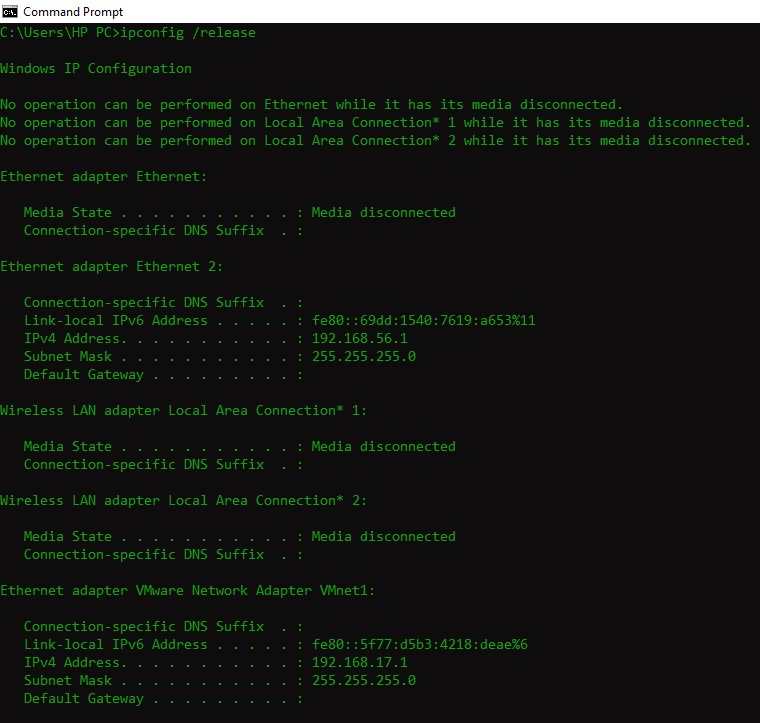 Command Prompt
C:\Users\HP PC>ipconfig /release
Windows IP Configuration
No operation can be performed on Ethernet while it has its media disconnected.
No operation can be performed on Local Area Connection* 1 while it has its media disconnected.
No operation can be performed on Local Area Connection* 2 while it has its media disconnected.
Ethernet adapter Ethernet:
Media State . . . . . . . . . . . : Media disconnected
Connection-specific DNS Suffix  . :
Ethernet adapter Ethernet 2:
Connection-specific DNS Suffix  . :
Link-local IPv6 Address . . . . . : fe80::69dd:1540:7619:a653%11
IPv4 Address. . . . . . . . . . . : 192.168.56.1
Subnet Mask . . . . . . . . . . . : 255.255.255.0
Default Gateway . . . . . . . . . :
Wireless LAN adapter Local Area Connection* 1:
Media State . . . . . . . . . . . : Media disconnected
Connection-specific DNS Suffix  . :
Wireless LAN adapter Local Area Connection* 2:
Media State . . . . . . . . . . . : Media disconnected
Connection-specific DNS Suffix  . :
Ethernet adapter VMware Network Adapter VMnet1:
Connection-specific DNS Suffix  . :
Link-local IPv6 Address . . . . . : fe80::5f77:d5b3:4218:deae%6
IPv4 Address. . . . . . . . . . . : 192.168.17.1
Subnet Mask . . . . . . . . . . . : 255.255.255.0
Default Gateway . . . . . . . . . :